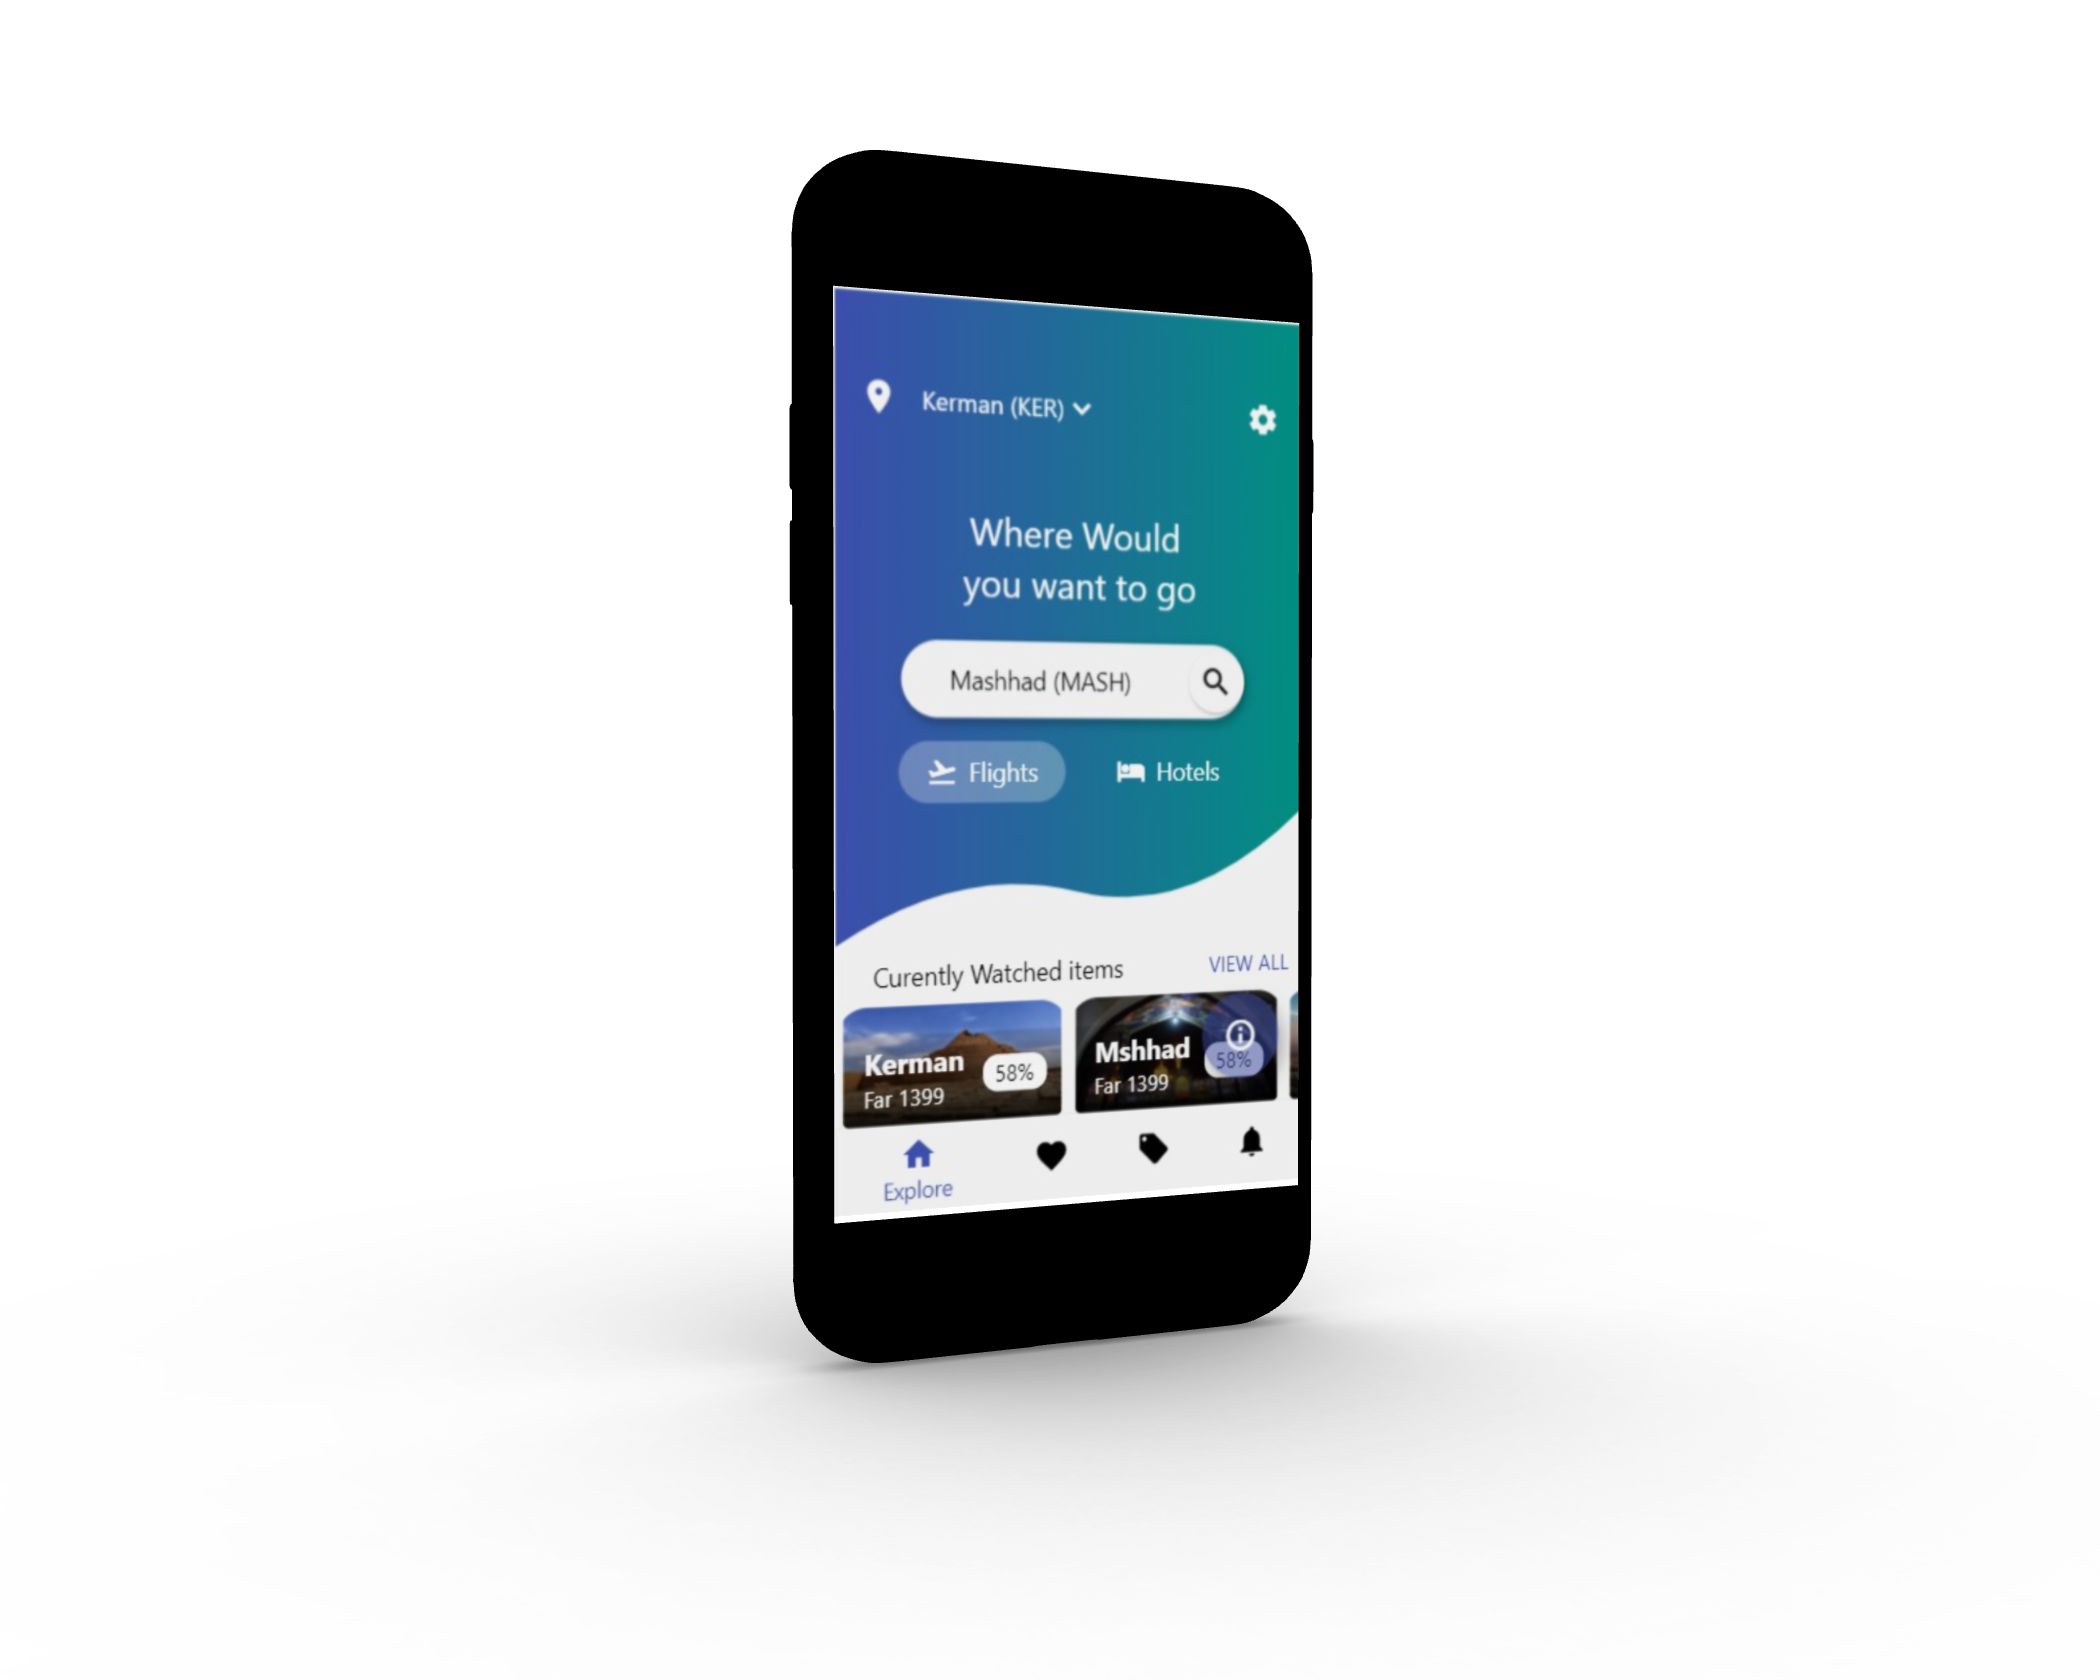 Kerman (KER)
Where Would
you want to go
Mashhad (MASH)
Flights
Hotels
Curently Watched items
VIEW ALL
Kerman
58%
Far 1399
Mshhad
58%
Far 1399
Explore